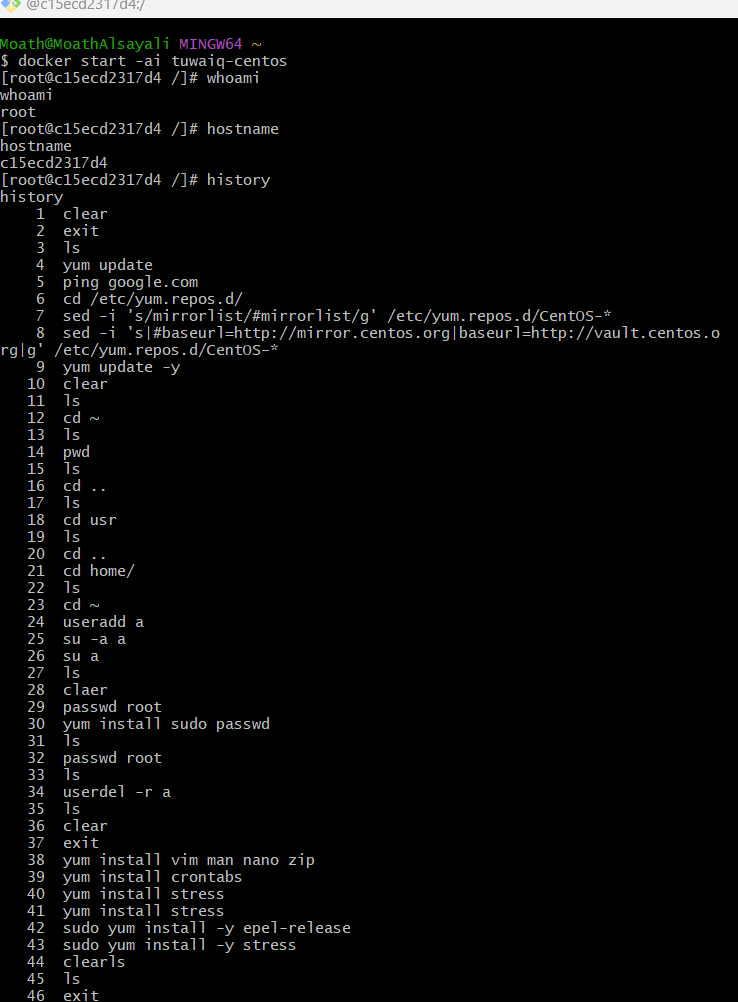 @c15ecd2317d4:/
Moath@MoathAlsayali MINGW64 ~
$ docker start -ai tuwaiq-centos
[root@c15ecd2317d4 /]# whoami
whoami
root
[root@c15ecd2317d4 /]# hostname
hostname
c15ecd2317d4
[root@c15ecd2317d4 /]# history
history
1 clear
2 exit
3 ls
4 yum update
5 ping google.com
6 cd /etc/yum.repos.d/
7 sed -i 's/mirrorlist/#mirrorlist/g' /etc/yum.repos.d/CentOS-*
8 sed -i 's|#baseurl=http://mirror.centos.org|baseurl=http://vault.centos.o
rg|g' /etc/yum.repos.d/CentOS-*
9 yum update -y
10 clear
11 ls
12 cd ~
13 ls
14 pwd
15 ls
16 cd ..
17 ls
18 cd usr
19 ls
20 cd ..
21 cd home/
22 ls
23 cd ~
24 useradd a
25 su -a a
26 su a
27 ls
28 claer
29 passwd root
30 yum install sudo passwd
31 ls
32 passwd root
33 ls
34 userdel -r a
35 ls
36 clear
37 exit
38 yum install vim man nano zip
39 yum install crontabs
40 yum install stress
41 yum install stress
42 sudo yum install -y epel-release
43 sudo yum install -y stress
44 clearls
45 ls
46 exit